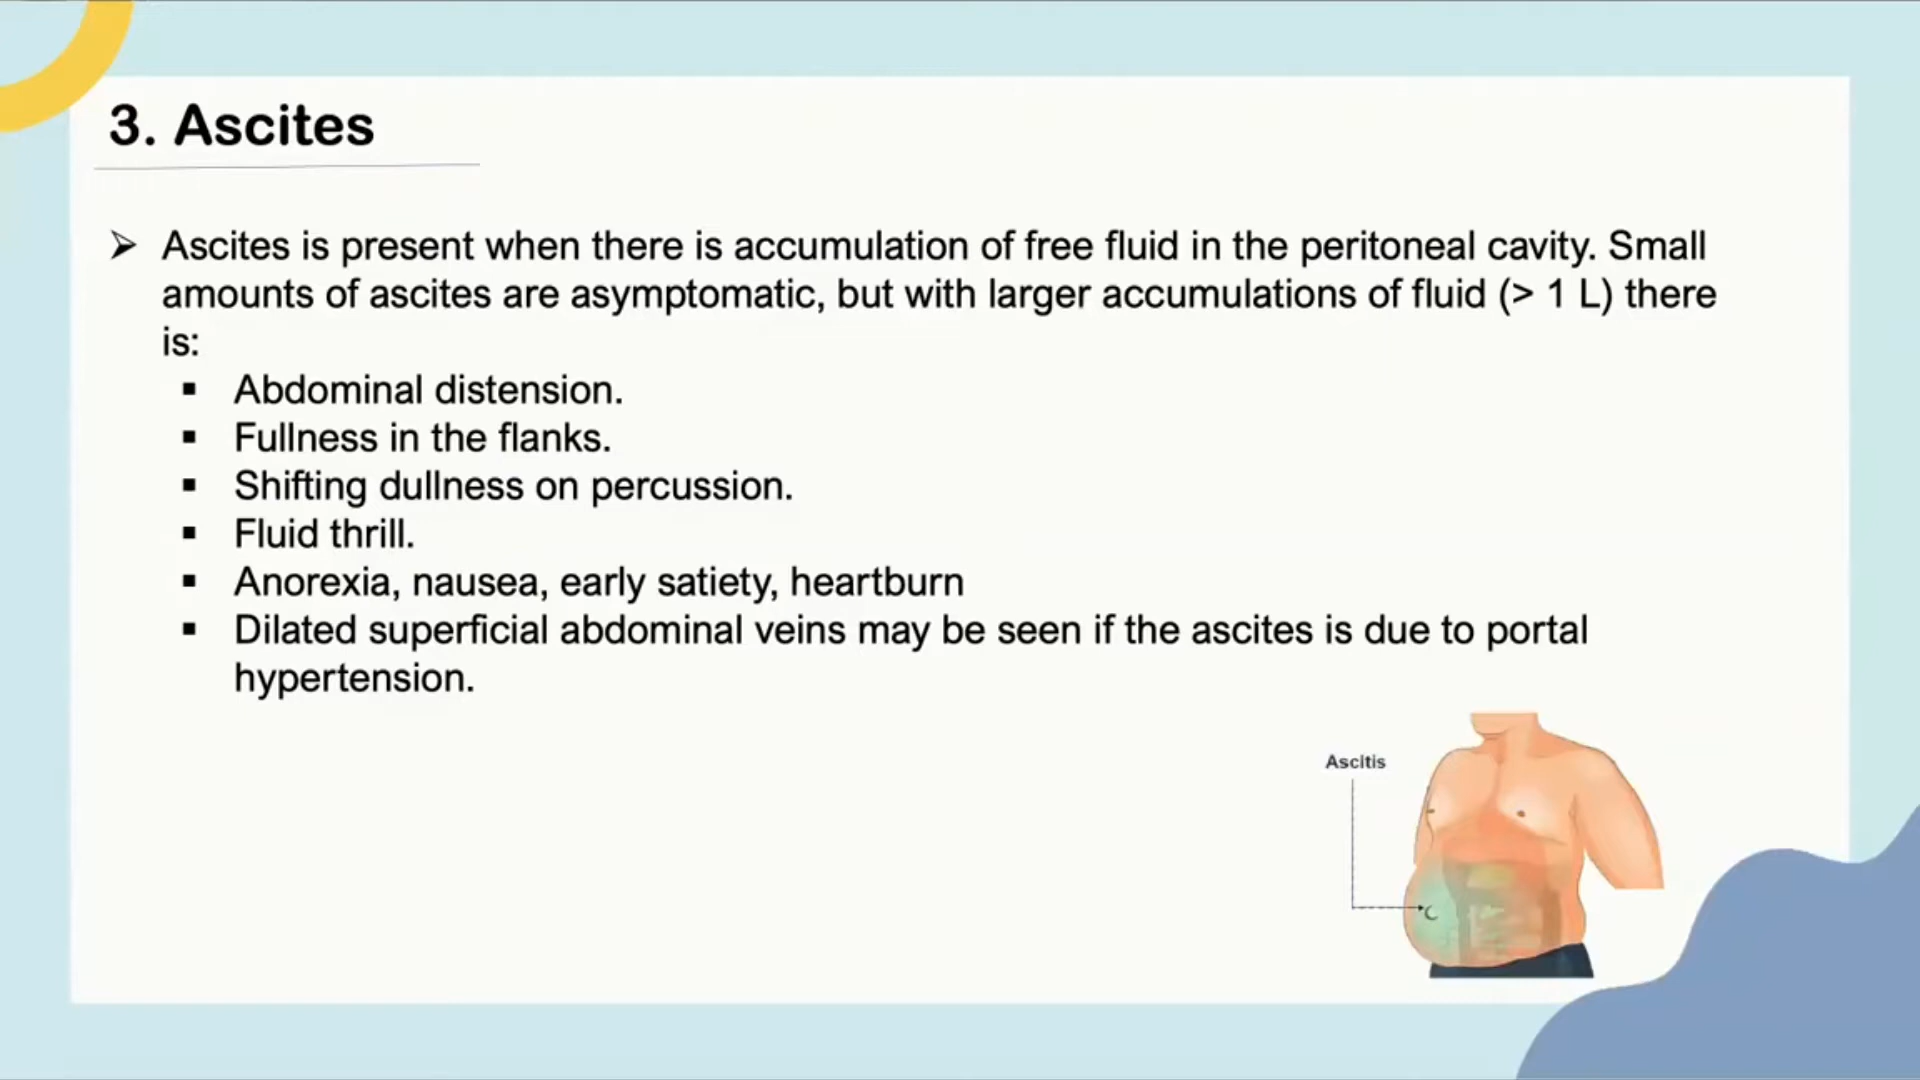 3. Ascites
➢ Ascites is present when there is accumulation of free fluid in the peritoneal cavity. Small
amounts of ascites are asymptomatic, but with larger accumulations of fluid (> 1 L) there
is:
▪ Abdominal distension.
▪ Fullness in the flanks.
▪ Shifting dullness on percussion.
▪ Fluid thrill.
▪ Anorexia, nausea, early satiety, heartburn
▪ Dilated superficial abdominal veins may be seen if the ascites is due to portal
hypertension.
Ascitis